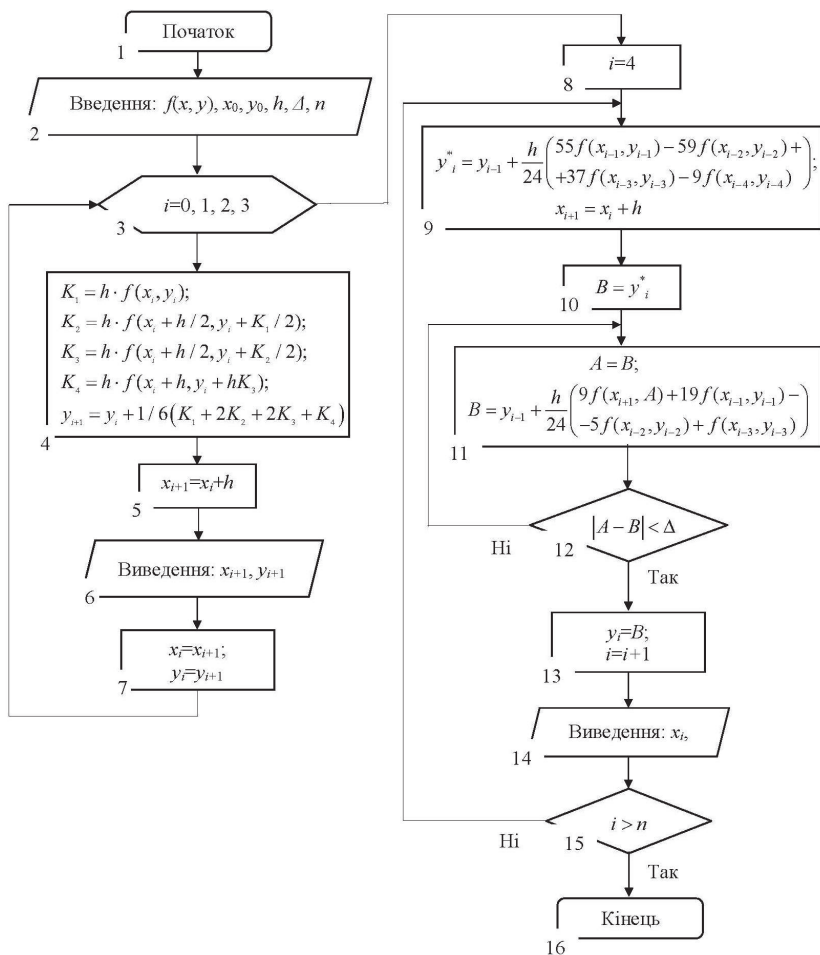 Початок
1
Введення: f(x, y), x₀, y₀, h, Δ, n
2
i=0, 1, 2, 3
3
K₁ = h · f(xᵢ, yᵢ);
K₂ = h · f(xᵢ + h / 2, yᵢ + K₁ / 2);
K₃ = h · f(xᵢ + h / 2, yᵢ + K₂ / 2);
K₄ = h · f(xᵢ + h, yᵢ + hK₃);
yᵢ₊₁ = yᵢ + 1 / 6(K₁ + 2K₂ + 2K₃ + K₄)
4
xᵢ₊₁=xᵢ+h
5
Виведення: xᵢ₊₁, yᵢ₊₁
6
xᵢ=xᵢ₊₁;
yᵢ=yᵢ₊₁
7
i=4
8
y*ᵢ = yᵢ₋₁ + h/24 (55f(xᵢ₋₁, yᵢ₋₁) − 59f(xᵢ₋₂, yᵢ₋₂) +
+37f(xᵢ₋₃, yᵢ₋₃) − 9f(xᵢ₋₄, yᵢ₋₄));
xᵢ₊₁ = xᵢ + h
9
B = y*ᵢ
10
A = B;
B = yᵢ₋₁ + h/24 (9f(xᵢ₊₁, A) + 19f(xᵢ₋₁, yᵢ₋₁) −
−5f(xᵢ₋₂, yᵢ₋₂) + f(xᵢ₋₃, yᵢ₋₃))
11
|A − B| < Δ
12
Ні
Так
yᵢ=B;
i=i+1
13
Виведення: xᵢ,
14
i > n
15
Ні
Так
Кінець
16